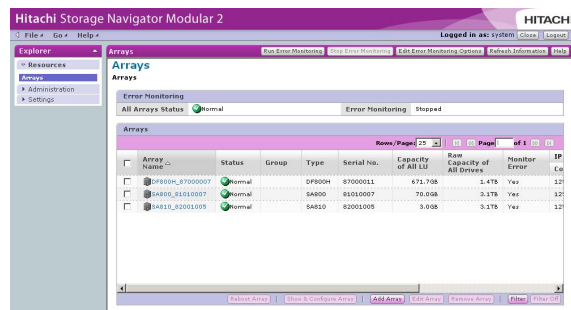 Hitachi Storage Navigator Modular 2 HITACHI
File Go Help Logged in as: system Close Logout
Explorer Arrays Run Error Monitoring Stop Error Monitoring Edit Error Monitoring Options Refresh Information Help
Resources
Arrays
Administration
Settings
Arrays
Arrays
Error Monitoring
All Arrays Status Normal Error Monitoring Stopped
Arrays
Rows/Page: 25 Page of 1
Array Name Status Group Type Serial No. Capacity of All LU Raw Capacity of All Drives Monitor Error IP
Co
DF800H_87000007 Normal DF800H 87000011 671.7GB 1.4TB Yes 125
SA800_81010007 Normal SA800 81010007 70.0GB 3.1TB Yes 125
SA810_82001005 Normal SA810 82001005 3.0GB 3.1TB Yes 125
Reboot Array Show & Configure Array Add Array Edit Array Remove Array Filter Filter Off